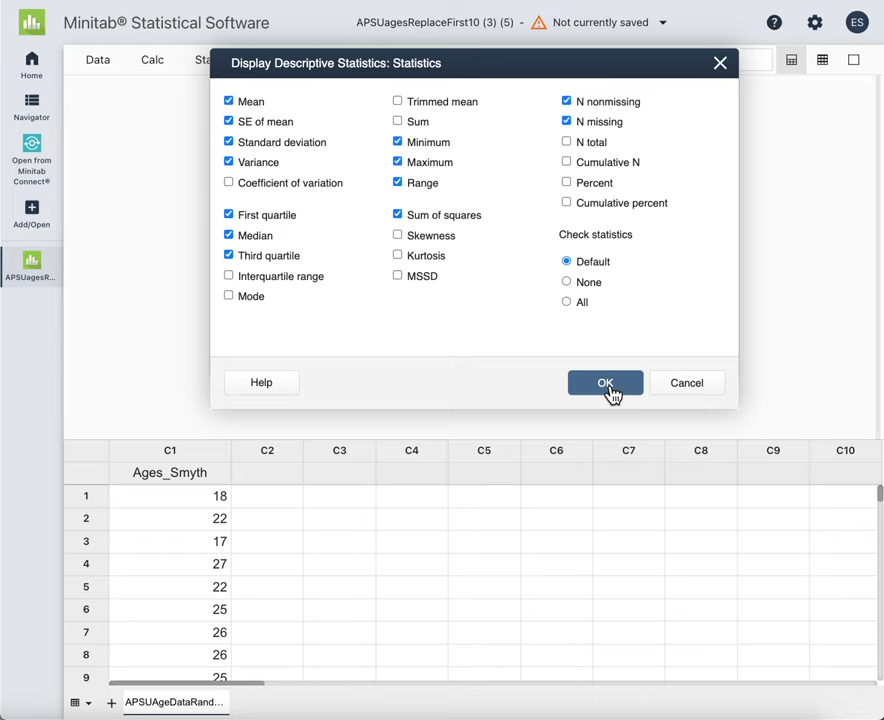 Minitab® Statistical Software
APSUagesReplaceFirst10 (3) (5) - Not currently saved
ES
Home
Navigator
Open from
Minitab
Connect®
Add/Open
APSUagesR...
Data Calc Sta
Display Descriptive Statistics: Statistics
Mean
SE of mean
Standard deviation
Variance
Coefficient of variation
First quartile
Median
Third quartile
Interquartile range
Mode
Trimmed mean
Sum
Minimum
Maximum
Range
Sum of squares
Skewness
Kurtosis
MSSD
N nonmissing
N missing
N total
Cumulative N
Percent
Cumulative percent
Check statistics
Default
None
All
Help OK Cancel
C1 C2 C3 C4 C5 C6 C7 C8 C9 C10
Ages_Smyth
1 18
2 22
3 17
4 27
5 22
6 25
7 26
8 26
9 25
+ APSUAgeDataRand...